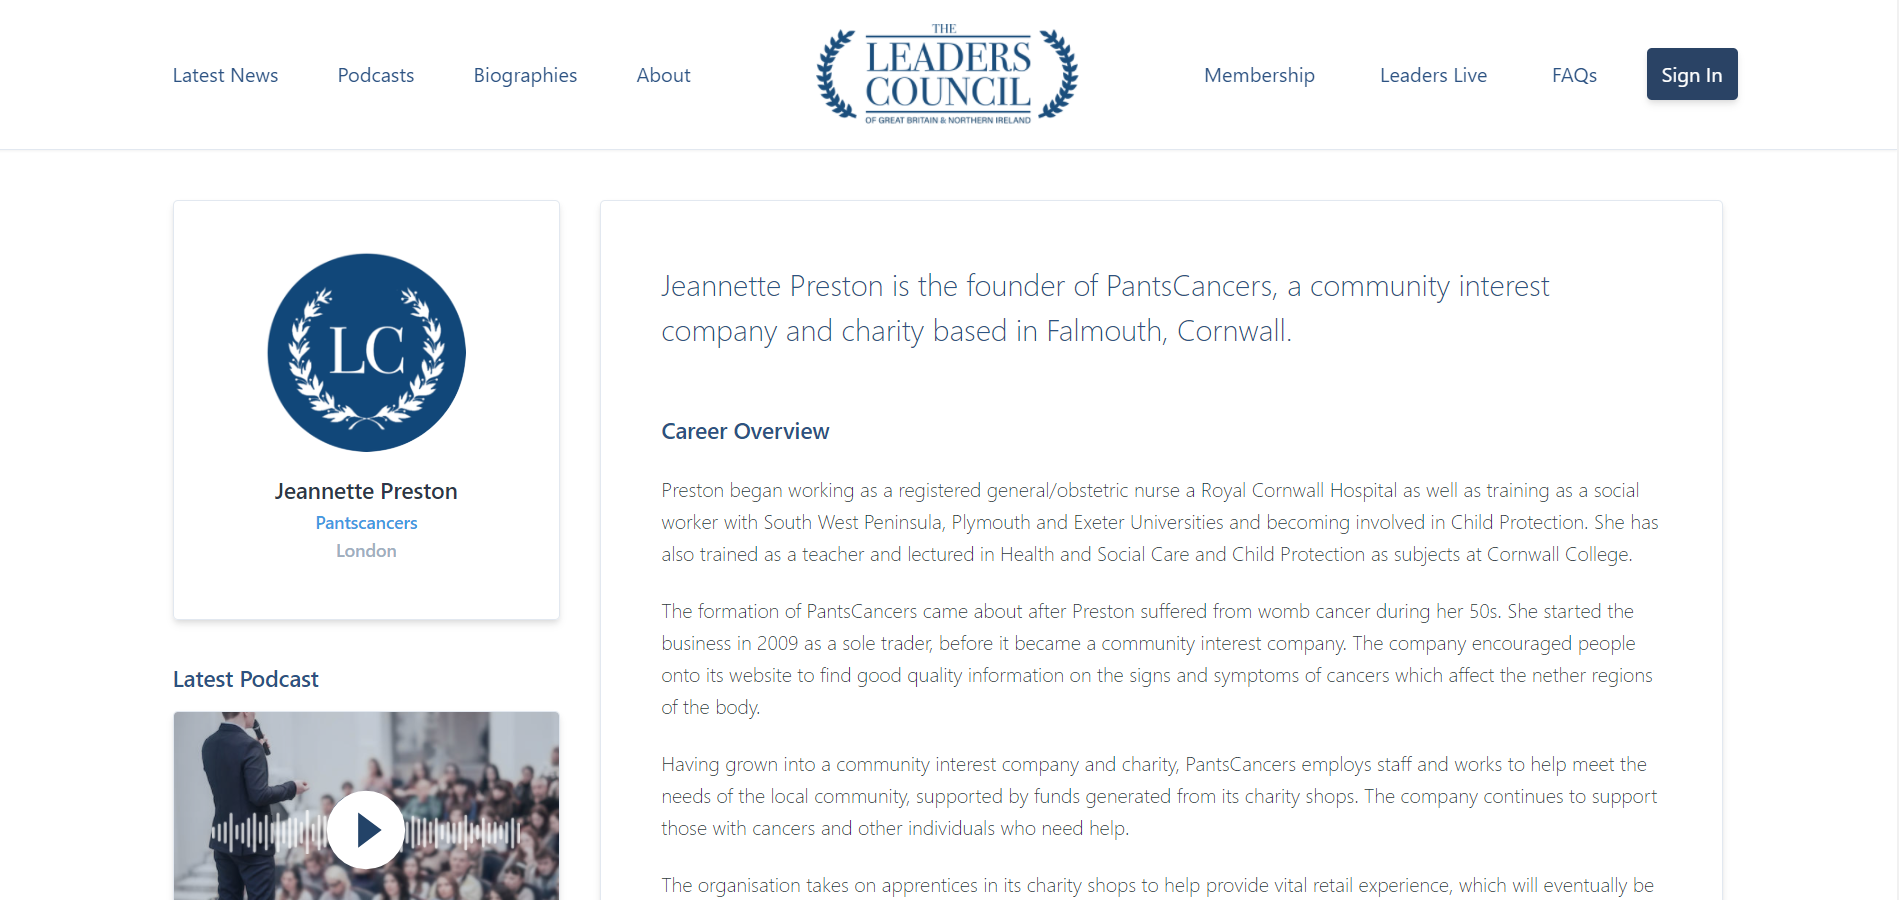 Latest News
Podcasts
Biographies
About
THE
LEADERS
COUNCIL
OF GREAT BRITAIN & NORTHERN IRELAND
Membership
Leaders Live
FAQs
Sign In
LC
Jeannette Preston
Pantscancers
London
Latest Podcast
Jeannette Preston is the founder of PantsCancers, a community interest
company and charity based in Falmouth, Cornwall.
Career Overview
Preston began working as a registered general/obstetric nurse a Royal Cornwall Hospital as well as training as a social
worker with South West Peninsula, Plymouth and Exeter Universities and becoming involved in Child Protection. She has
also trained as a teacher and lectured in Health and Social Care and Child Protection as subjects at Cornwall College.
The formation of PantsCancers came about after Preston suffered from womb cancer during her 50s. She started the
business in 2009 as a sole trader, before it became a community interest company. The company encouraged people
onto its website to find good quality information on the signs and symptoms of cancers which affect the nether regions
of the body.
Having grown into a community interest company and charity, PantsCancers employs staff and works to help meet the
needs of the local community, supported by funds generated from its charity shops. The company continues to support
those with cancers and other individuals who need help.
The organisation takes on apprentices in its charity shops to help provide vital retail experience, which will eventually be